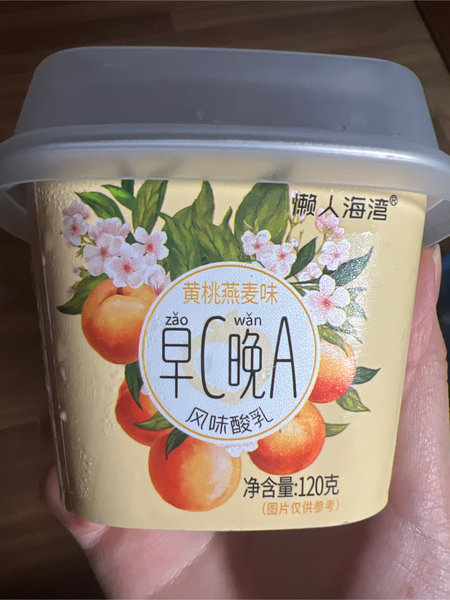 懒人海湾®
黄桃燕麦味
zǎo wǎn
早C晚A
风味酸乳
净含量:120克
(图片仅供参考)